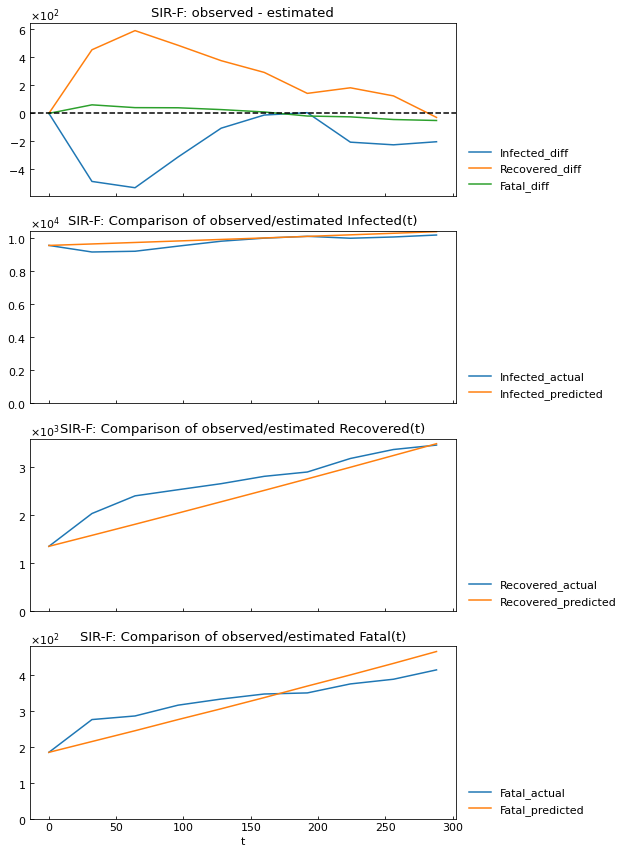 SIR-F: observed - estimated
×10²
6
4
2
0
−2
−4
Infected_diff
Recovered_diff
Fatal_diff
SIR-F: Comparison of observed/estimated Infected(t)
×10⁴
1.0
0.8
0.6
0.4
0.2
0.0
Infected_actual
Infected_predicted
SIR-F: Comparison of observed/estimated Recovered(t)
×10³
3
2
1
0
Recovered_actual
Recovered_predicted
SIR-F: Comparison of observed/estimated Fatal(t)
×10²
4
3
2
1
0
Fatal_actual
Fatal_predicted
0 50 100 150 200 250 300
t